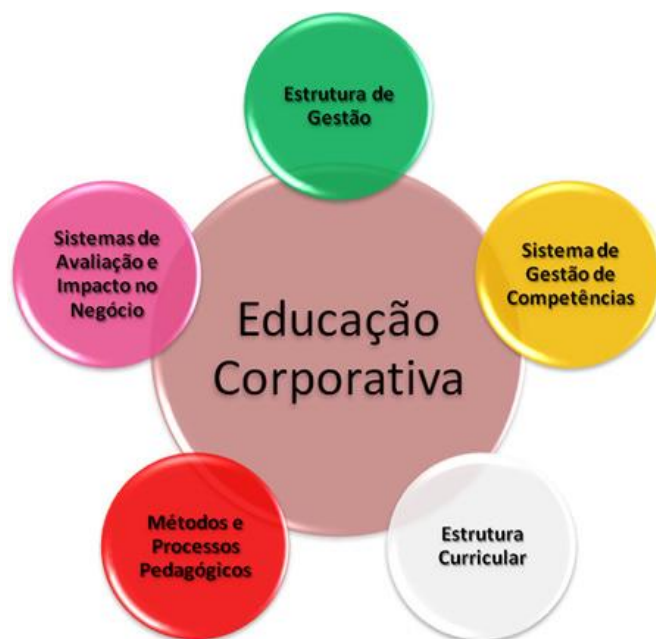 Estrutura de
Gestão
Sistemas de
Avaliação e
Impacto no
Negócio
Sistema de
Gestão de
Competências
Educação
Corporativa
Métodos e
Processos
Pedagógicos
Estrutura
Curricular